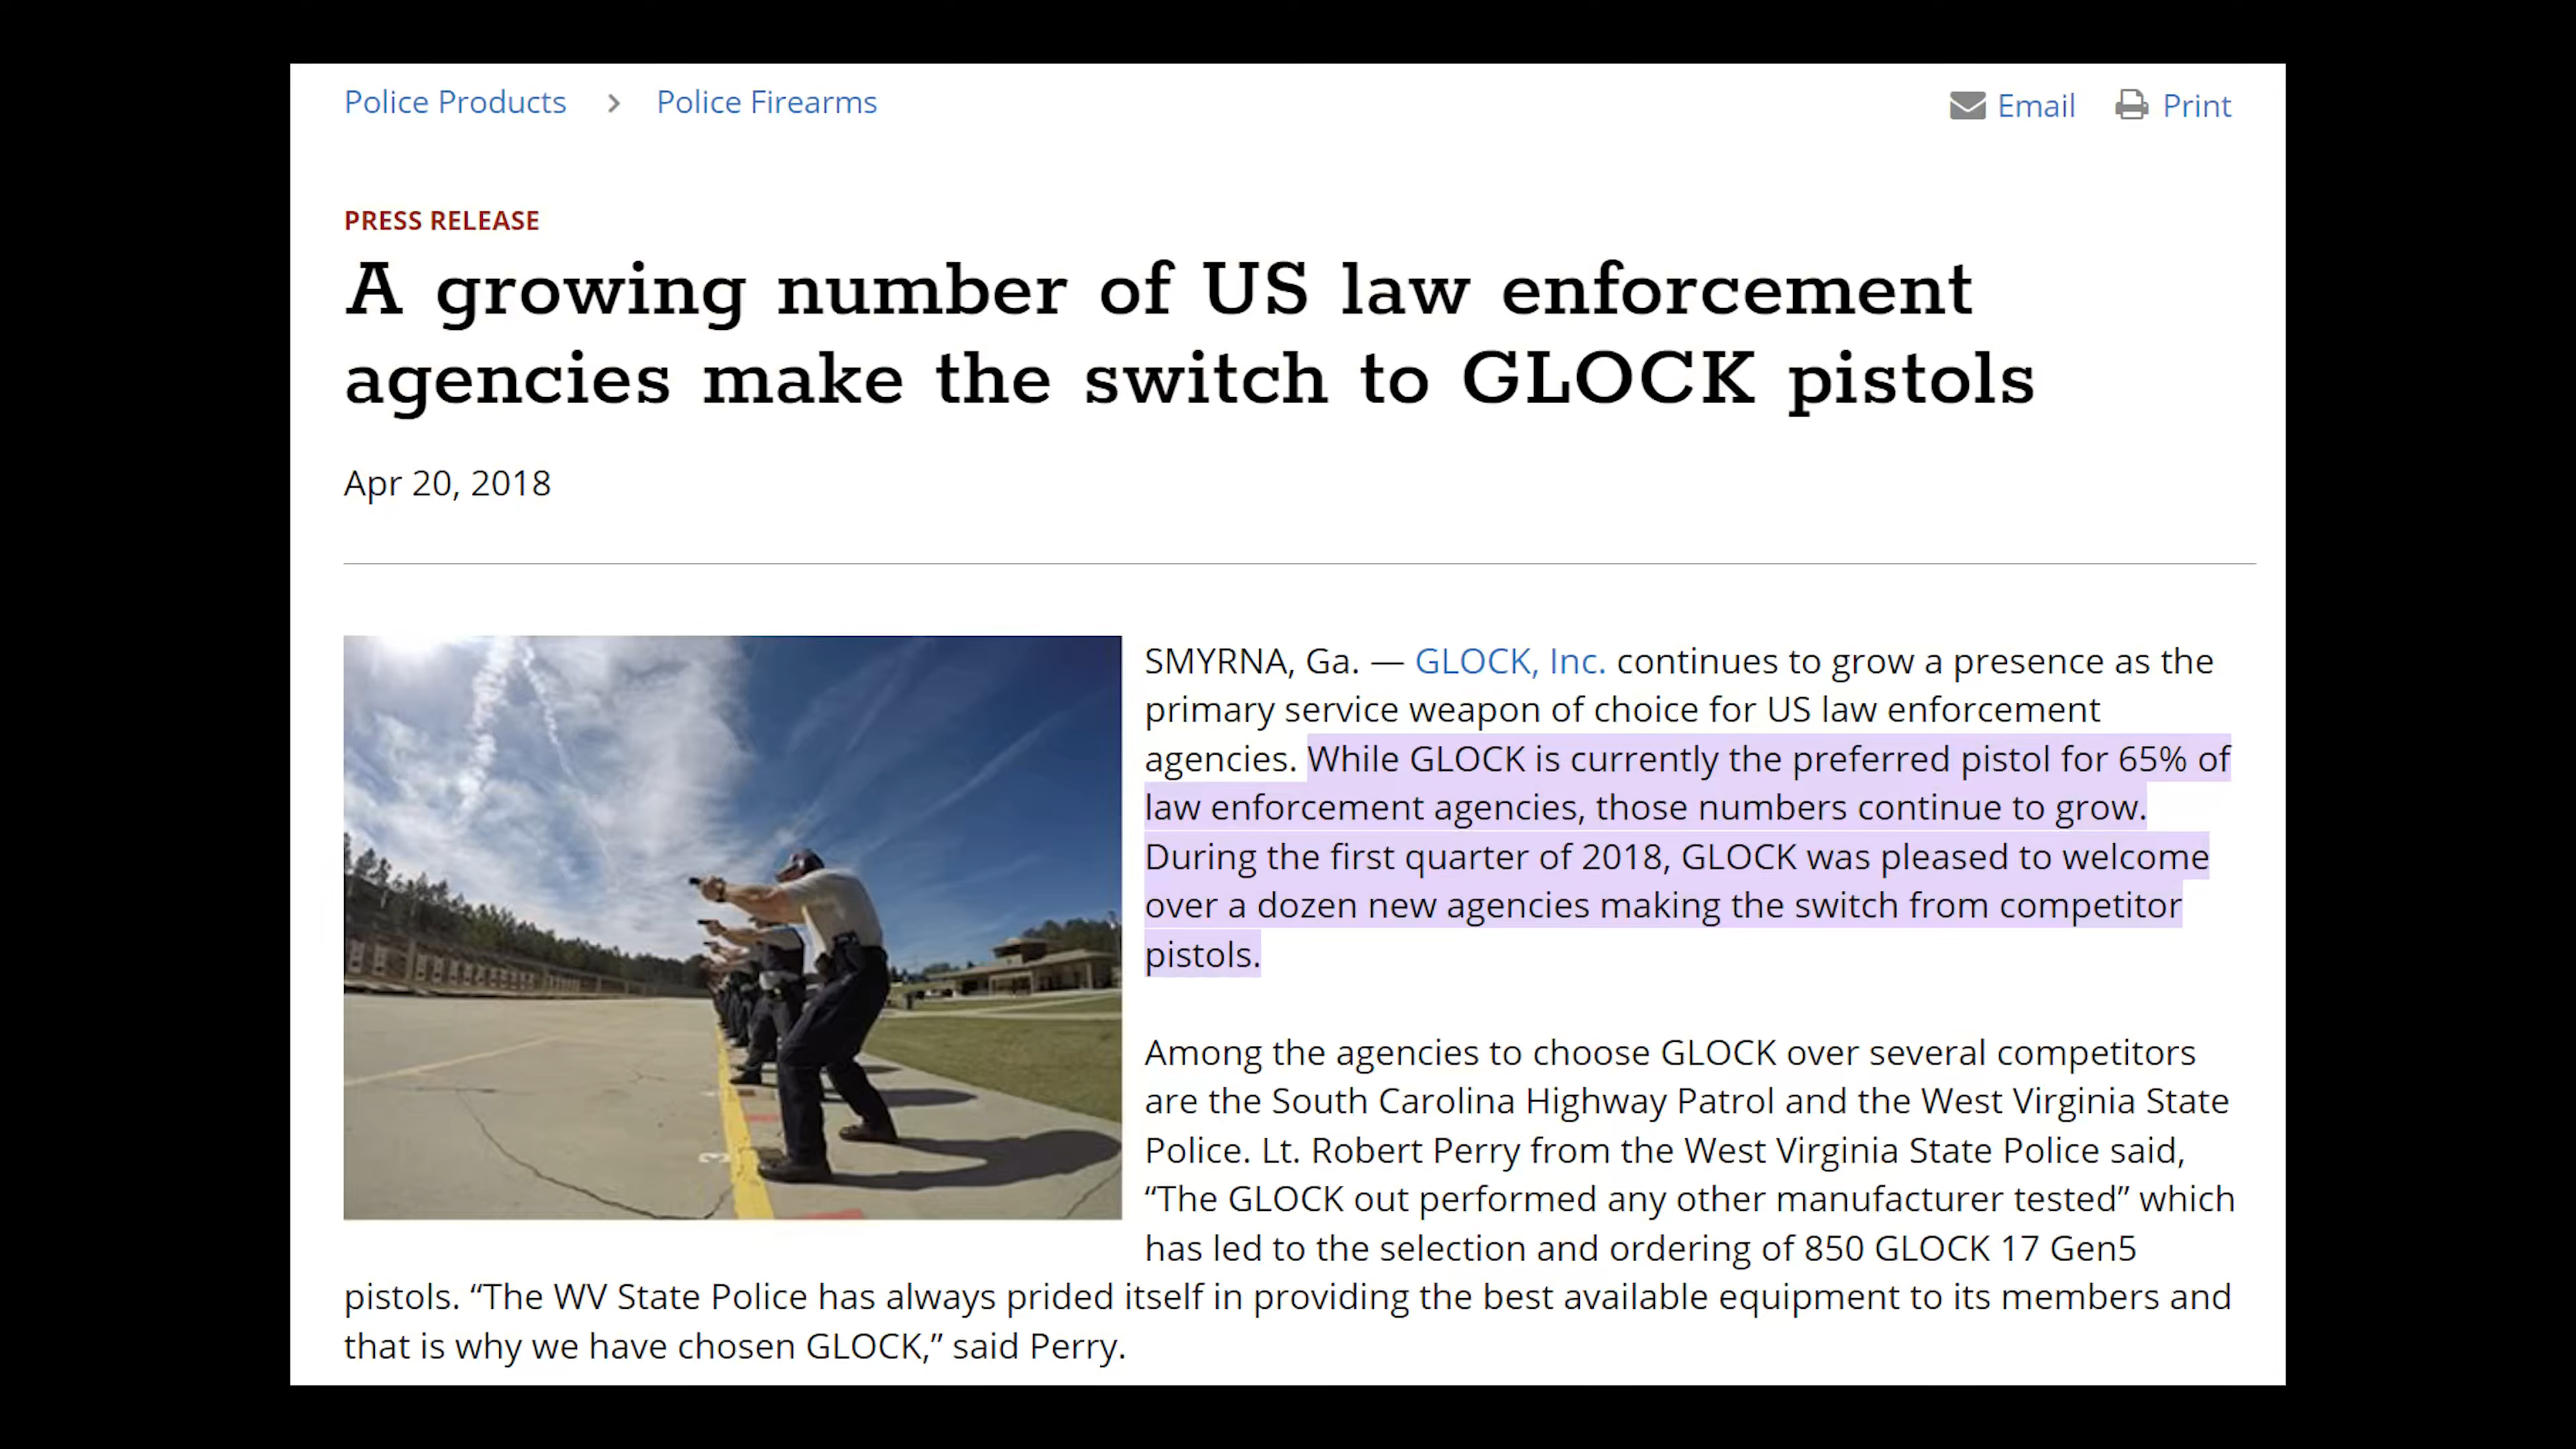 Police Products > Police Firearms
Email Print
PRESS RELEASE
A growing number of US law enforcement
agencies make the switch to GLOCK pistols
Apr 20, 2018
SMYRNA, Ga. — GLOCK, Inc. continues to grow a presence as the
primary service weapon of choice for US law enforcement
agencies. While GLOCK is currently the preferred pistol for 65% of
law enforcement agencies, those numbers continue to grow.
During the first quarter of 2018, GLOCK was pleased to welcome
over a dozen new agencies making the switch from competitor
pistols.
Among the agencies to choose GLOCK over several competitors
are the South Carolina Highway Patrol and the West Virginia State
Police. Lt. Robert Perry from the West Virginia State Police said,
“The GLOCK out performed any other manufacturer tested” which
has led to the selection and ordering of 850 GLOCK 17 Gen5
pistols. “The WV State Police has always prided itself in providing the best available equipment to its members and
that is why we have chosen GLOCK,” said Perry.
3